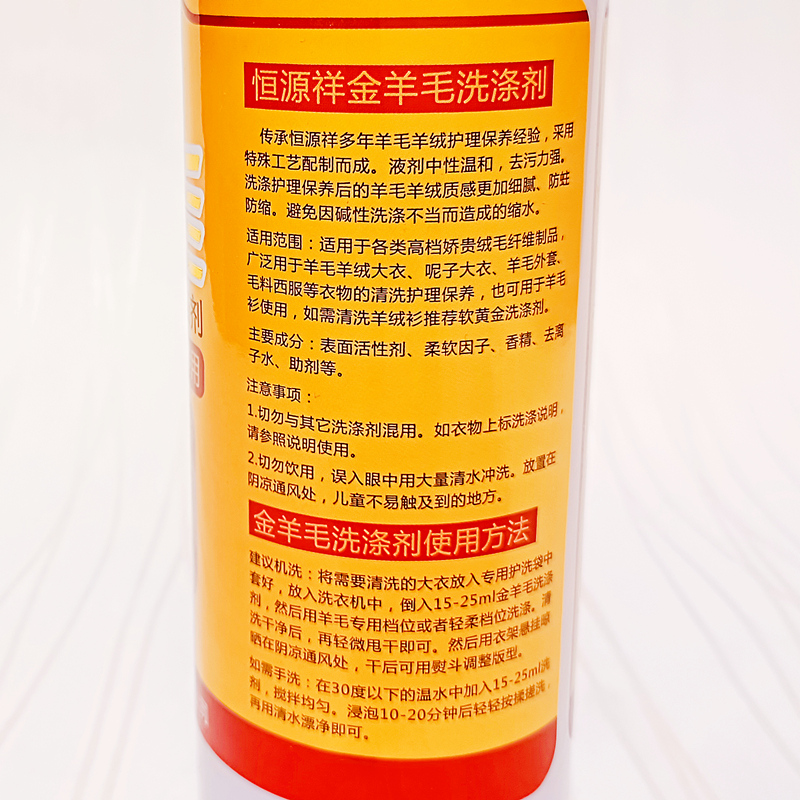 恒源祥金羊毛洗涤剂
传承恒源祥多年羊毛羊绒护理保养经验，采用
特殊工艺配制而成。液剂中性温和，去污力强。
洗涤护理保养后的羊毛羊绒质感更加细腻、防蛀
防缩。避免因碱性洗涤不当而造成的缩水。
适用范围：适用于各类高档娇贵绒毛纤维制品，
广泛用于羊毛羊绒大衣、呢子大衣、羊毛外套、
毛料西服等衣物的清洗护理保养，也可用于羊毛
衫使用，如需清洗羊绒衫推荐软黄金洗涤剂。
主要成分：表面活性剂、柔软因子、香精、去离
子水、助剂等。
注意事项：
1.切勿与其它洗涤剂混用。如衣物上标洗涤说明，
请参照说明使用。
2.切勿饮用，误入眼中用大量清水冲洗。放置在
阴凉通风处，儿童不易触及到的地方。
金羊毛洗涤剂使用方法
建议机洗：将需要清洗的大衣放入专用护洗袋中
套好，放入洗衣机中，倒入15-25ml金羊毛洗涤
剂，然后用羊毛专用档位或者轻柔档位洗涤。清
洗干净后，再轻微甩干即可。然后用衣架悬挂晾
晒在阴凉通风处，干后可用熨斗调整版型。
如需手洗：在30度以下的温水中加入15-25ml洗
剂，搅拌均匀。浸泡10-20分钟后轻轻按揉搓洗，
再用清水漂净即可。
剂
用